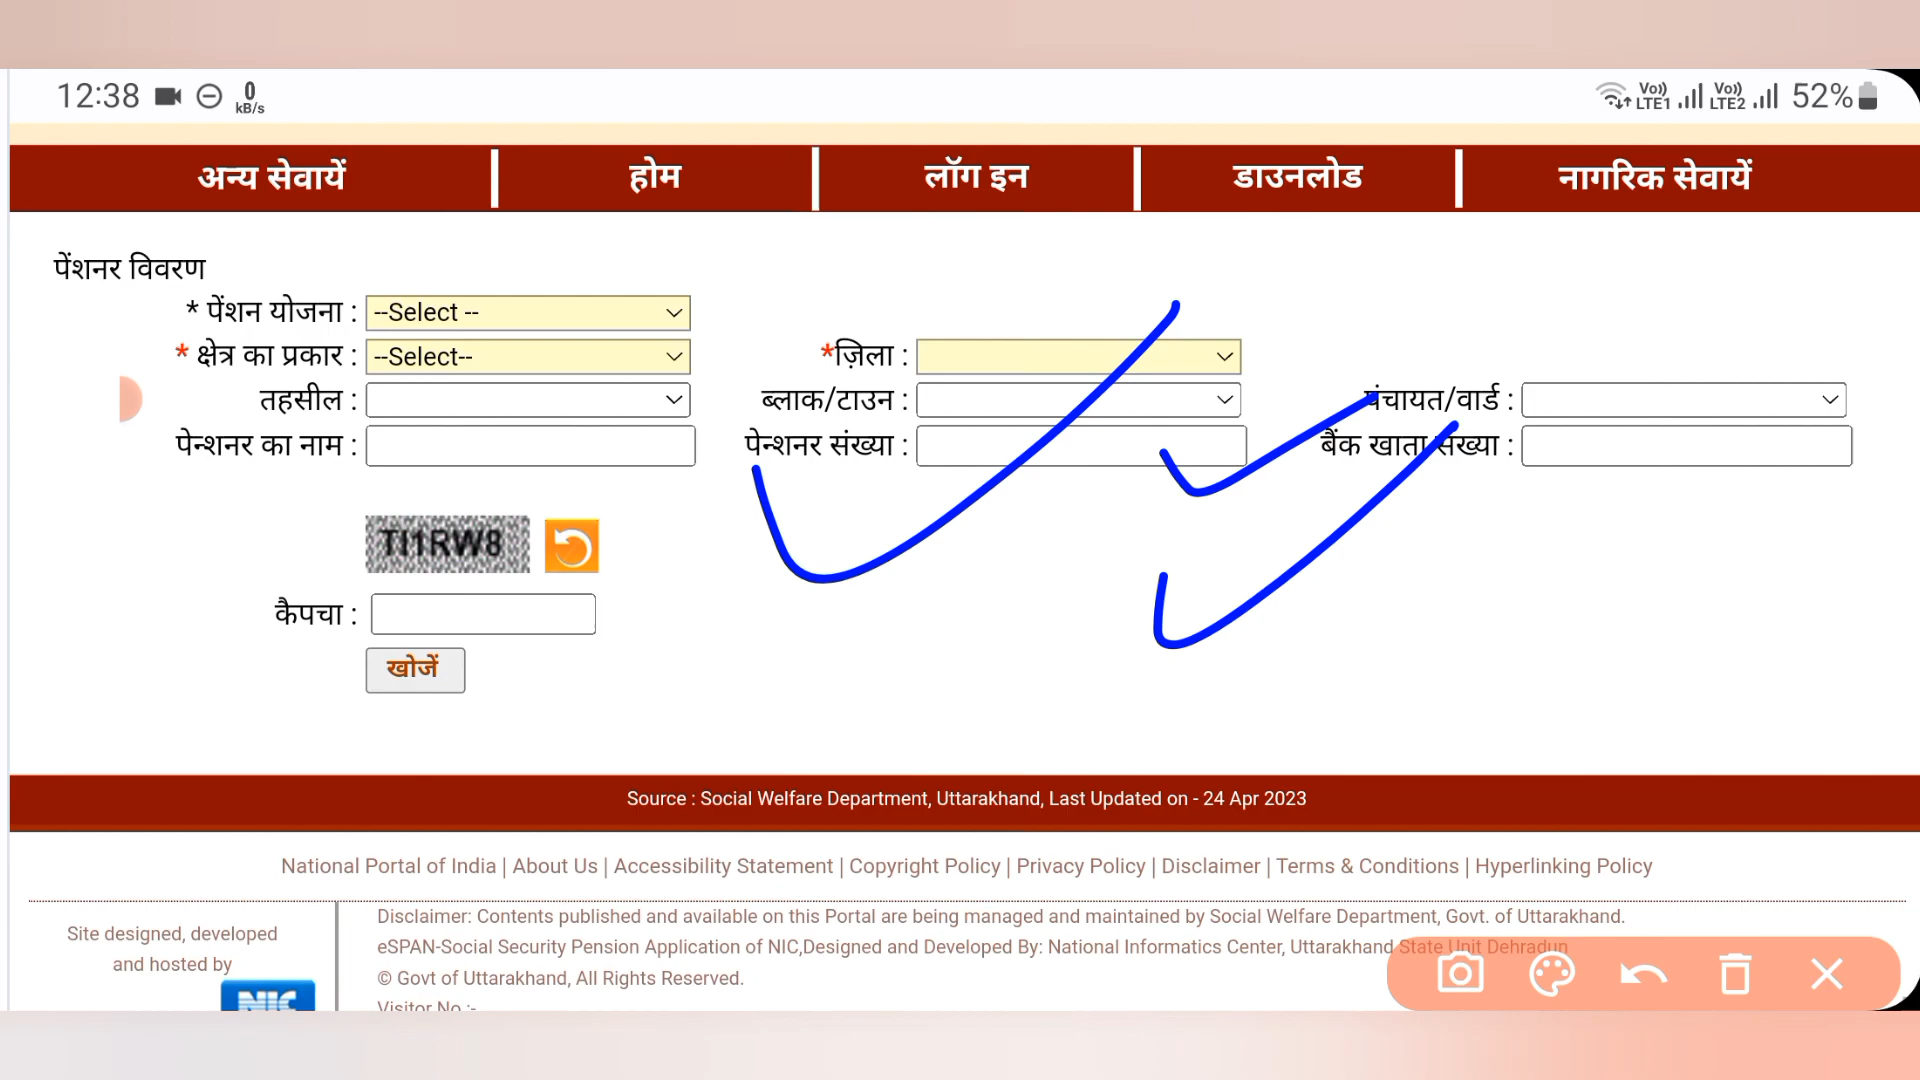 12:38 0 kB/s Vo)) LTE1 Vo)) LTE2 52%
अन्य सेवायें होम लॉग इन डाउनलोड नागरिक सेवायें
पेंशनर विवरण
* पेंशन योजना : --Select --
* क्षेत्र का प्रकार : --Select-- *ज़िला :
तहसील : ब्लाक/टाउन : पंचायत/वार्ड :
पेन्शनर का नाम : पेन्शनर संख्या : बैंक खाता संख्या :
TI1RW8
कैपचा :
खोजें
Source : Social Welfare Department, Uttarakhand, Last Updated on - 24 Apr 2023
National Portal of India | About Us | Accessibility Statement | Copyright Policy | Privacy Policy | Disclaimer | Terms & Conditions | Hyperlinking Policy
Site designed, developed
and hosted by
NIC
Disclaimer: Contents published and available on this Portal are being managed and maintained by Social Welfare Department, Govt. of Uttarakhand.
eSPAN-Social Security Pension Application of NIC,Designed and Developed By: National Informatics Center, Uttarakhand State Unit Dehradun
© Govt of Uttarakhand, All Rights Reserved.
Visitor No :-